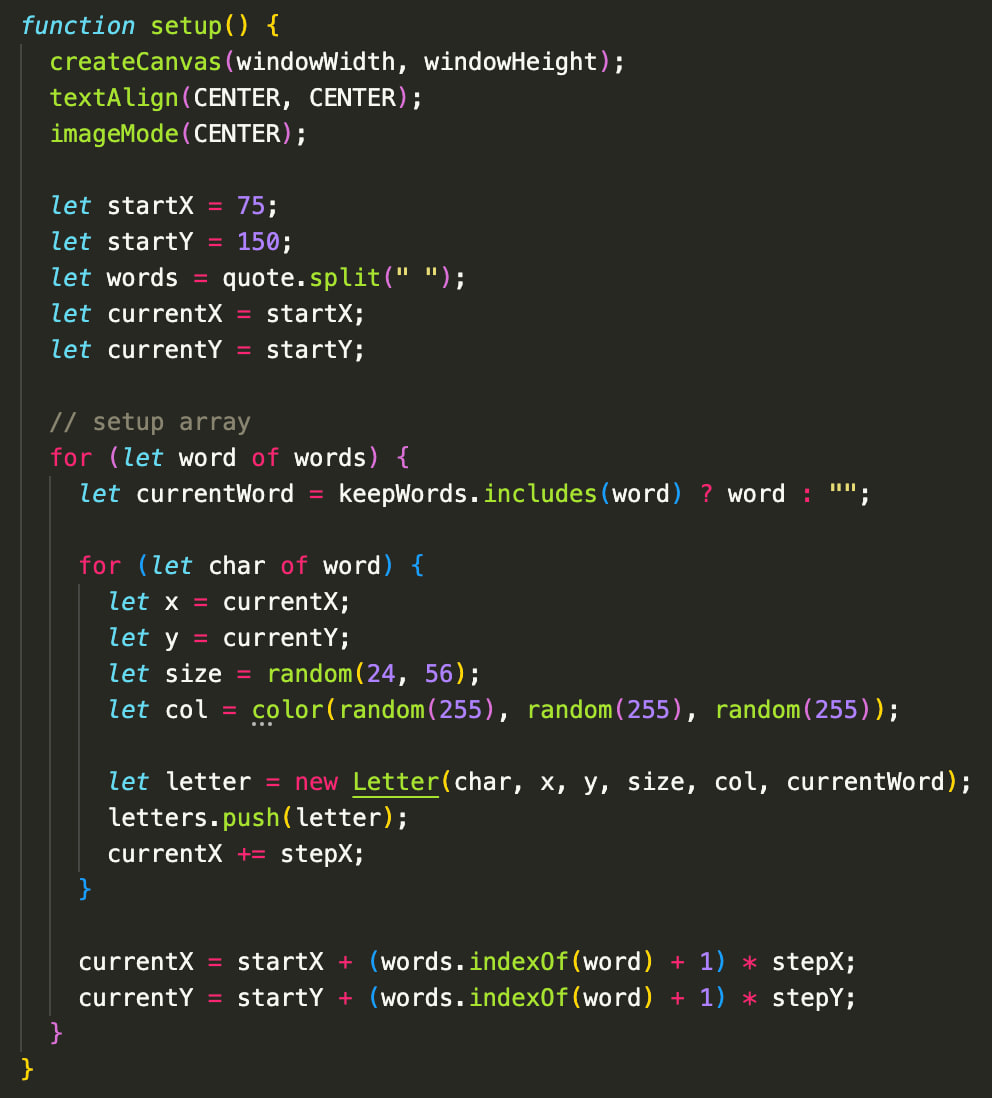 function setup() {
  createCanvas(windowWidth, windowHeight);
  textAlign(CENTER, CENTER);
  imageMode(CENTER);

  let startX = 75;
  let startY = 150;
  let words = quote.split(" ");
  let currentX = startX;
  let currentY = startY;

  // setup array
  for (let word of words) {
    let currentWord = keepWords.includes(word) ? word : "";

    for (let char of word) {
      let x = currentX;
      let y = currentY;
      let size = random(24, 56);
      let col = color(random(255), random(255), random(255));

      let letter = new Letter(char, x, y, size, col, currentWord);
      letters.push(letter);
      currentX += stepX;
    }

    currentX = startX + (words.indexOf(word) + 1) * stepX;
    currentY = startY + (words.indexOf(word) + 1) * stepY;
  }
}